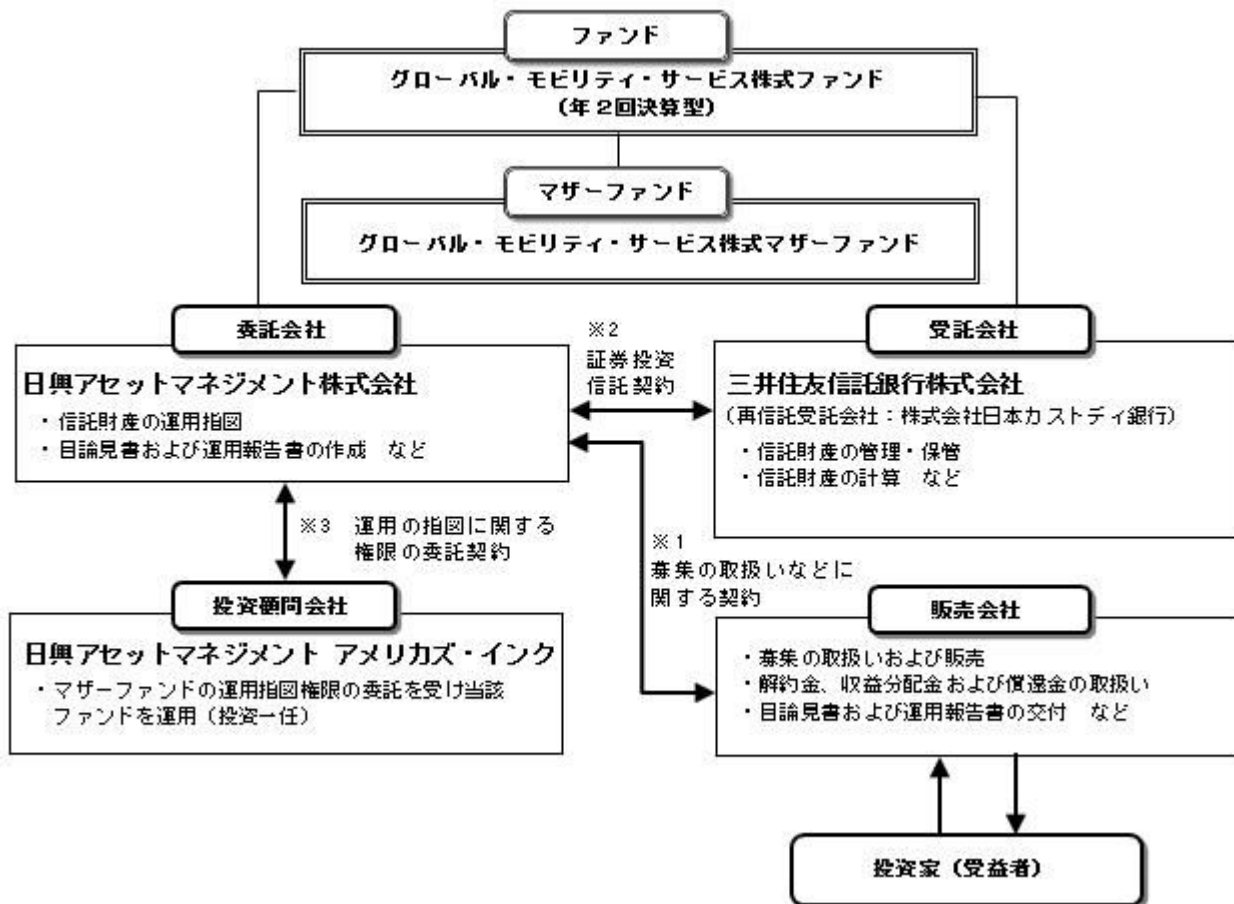 ファンド
グローバル・モビリティ・サービス株式ファンド
(年2回決算型)
マザーファンド
グローバル・モビリティ・サービス株式マザーファンド
委託会社
日興アセットマネジメント株式会社
・信託財産の運用指図
・目論見書および運用報告書の作成 など
※2
証券投資
信託契約
受託会社
三井住友信託銀行株式会社
(再信託受託会社:株式会社日本カストディ銀行)
・信託財産の管理・保管
・信託財産の計算 など
※3 運用の指図に関する
権限の委託契約
※1
募集の取扱いなどに
関する契約
投資顧問会社
日興アセットマネジメント アメリカズ・インク
・マザーファンドの運用指図権限の委託を受け当該
ファンドを運用(投資一任)
販売会社
・募集の取扱いおよび販売
・解約金、収益分配金および償還金の取扱い
・目論見書および運用報告書の交付 など
投資家(受益者)